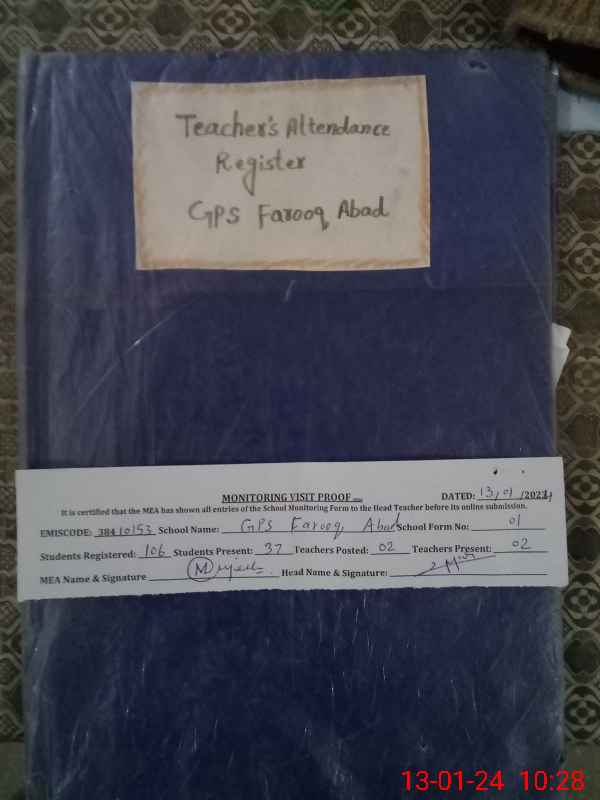 Teacher's Attendance
Register
GPS Farooq Abad
MONITORING VISIT PROOF
DATED: 13/01/2024
It is certified that the MEA has shown all entries of the School Monitoring Form to the Head Teacher before its online submission.
EMISCODE: 38410153 School Name: GPS Farooq Abad School Form No: 01
Students Registered: 106 Students Present: 37 Teachers Posted: 02 Teachers Present: 02
MEA Name & Signature Head Name & Signature:
13-01-24 10:28